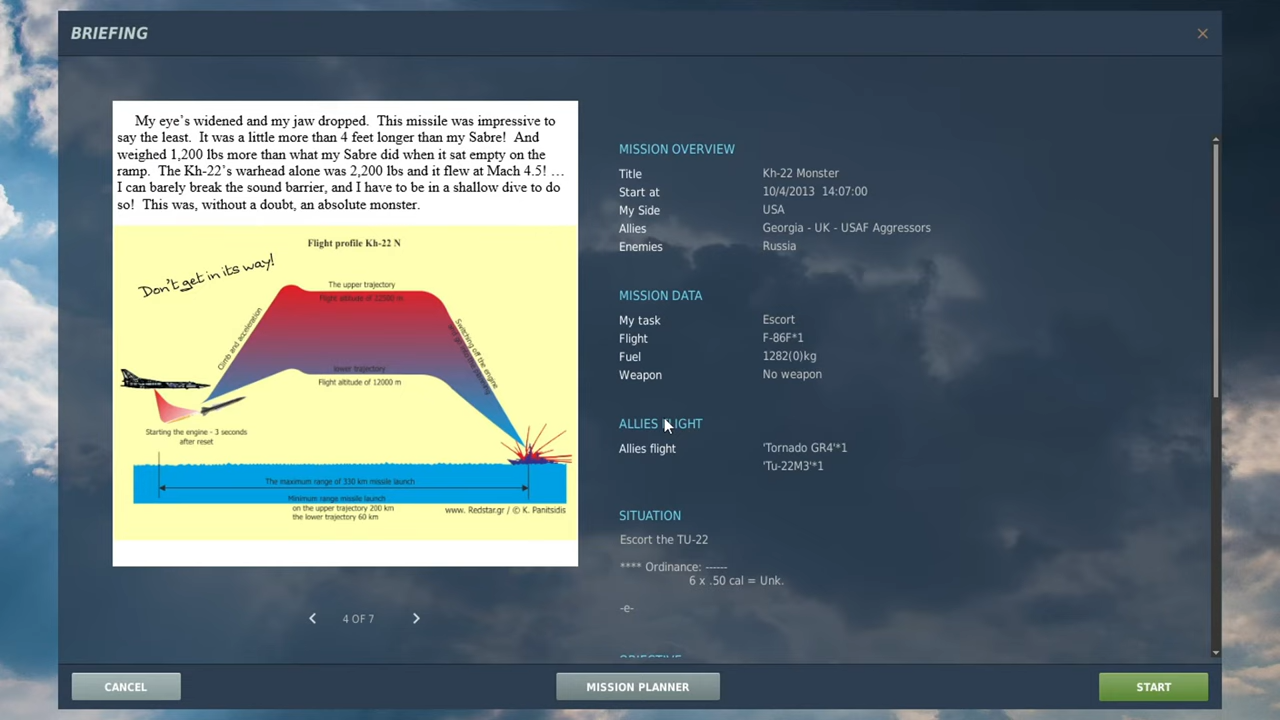 BRIEFING
My eye's widened and my jaw dropped. This missile was impressive to
say the least. It was a little more than 4 feet longer than my Sabre! And
weighed 1,200 lbs more than what my Sabre did when it sat empty on the
ramp. The Kh-22's warhead alone was 2,200 lbs and it flew at Mach 4.5! …
I can barely break the sound barrier, and I have to be in a shallow dive to do
so! This was, without a doubt, an absolute monster.
Flight profile Kh-22 N
Don't get in its way!
The upper trajectory
Flight altitude of 22500 m
Climb and acceleration
Switching off the engine
lower trajectory
Flight altitude of 12000 m
Starting the engine - 3 seconds
after reset
The maximum range of 330 km missile launch
Minimum range missile launch
on the upper trajectory 200 km
the lower trajectory 60 km
www. Redstar.gr / © K. Panitsidis
4 OF 7
MISSION OVERVIEW
Title Kh-22 Monster
Start at 10/4/2013 14:07:00
My Side USA
Allies Georgia - UK - USAF Aggressors
Enemies Russia
MISSION DATA
My task Escort
Flight F-86F*1
Fuel 1282(0)kg
Weapon No weapon
ALLIES FLIGHT
Allies flight 'Tornado GR4'*1
'Tu-22M3'*1
SITUATION
Escort the TU-22
**** Ordinance: ------
6 x .50 cal = Unk.
-e-
OBJECTIVE
CANCEL
MISSION PLANNER
START